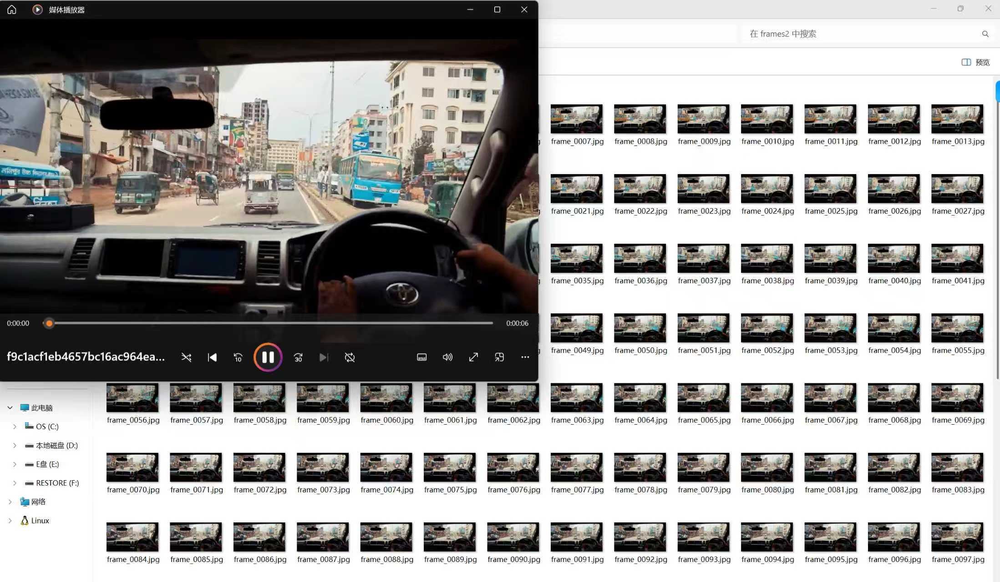 媒体播放器
在 frames2 中搜索
预览
নলিপুর উচ্চ
0:00:00
0:00:06
f9c1acf1eb4657bc16ac964ea...
10
30
frame_0007.jpg
frame_0008.jpg
frame_0009.jpg
frame_0010.jpg
frame_0011.jpg
frame_0012.jpg
frame_0013.jpg
frame_0021.jpg
frame_0022.jpg
frame_0023.jpg
frame_0024.jpg
frame_0025.jpg
frame_0026.jpg
frame_0027.jpg
frame_0035.jpg
frame_0036.jpg
frame_0037.jpg
frame_0038.jpg
frame_0039.jpg
frame_0040.jpg
frame_0041.jpg
frame_0049.jpg
frame_0050.jpg
frame_0051.jpg
frame_0052.jpg
frame_0053.jpg
frame_0054.jpg
frame_0055.jpg
此电脑
OS (C:)
本地磁盘 (D:)
E盘 (E:)
RESTORE (F:)
网络
Linux
frame_0056.jpg
frame_0057.jpg
frame_0058.jpg
frame_0059.jpg
frame_0060.jpg
frame_0061.jpg
frame_0062.jpg
frame_0063.jpg
frame_0064.jpg
frame_0065.jpg
frame_0066.jpg
frame_0067.jpg
frame_0068.jpg
frame_0069.jpg
frame_0070.jpg
frame_0071.jpg
frame_0072.jpg
frame_0073.jpg
frame_0074.jpg
frame_0075.jpg
frame_0076.jpg
frame_0077.jpg
frame_0078.jpg
frame_0079.jpg
frame_0080.jpg
frame_0081.jpg
frame_0082.jpg
frame_0083.jpg
frame_0084.jpg
frame_0085.jpg
frame_0086.jpg
frame_0087.jpg
frame_0088.jpg
frame_0089.jpg
frame_0090.jpg
frame_0091.jpg
frame_0092.jpg
frame_0093.jpg
frame_0094.jpg
frame_0095.jpg
frame_0096.jpg
frame_0097.jpg